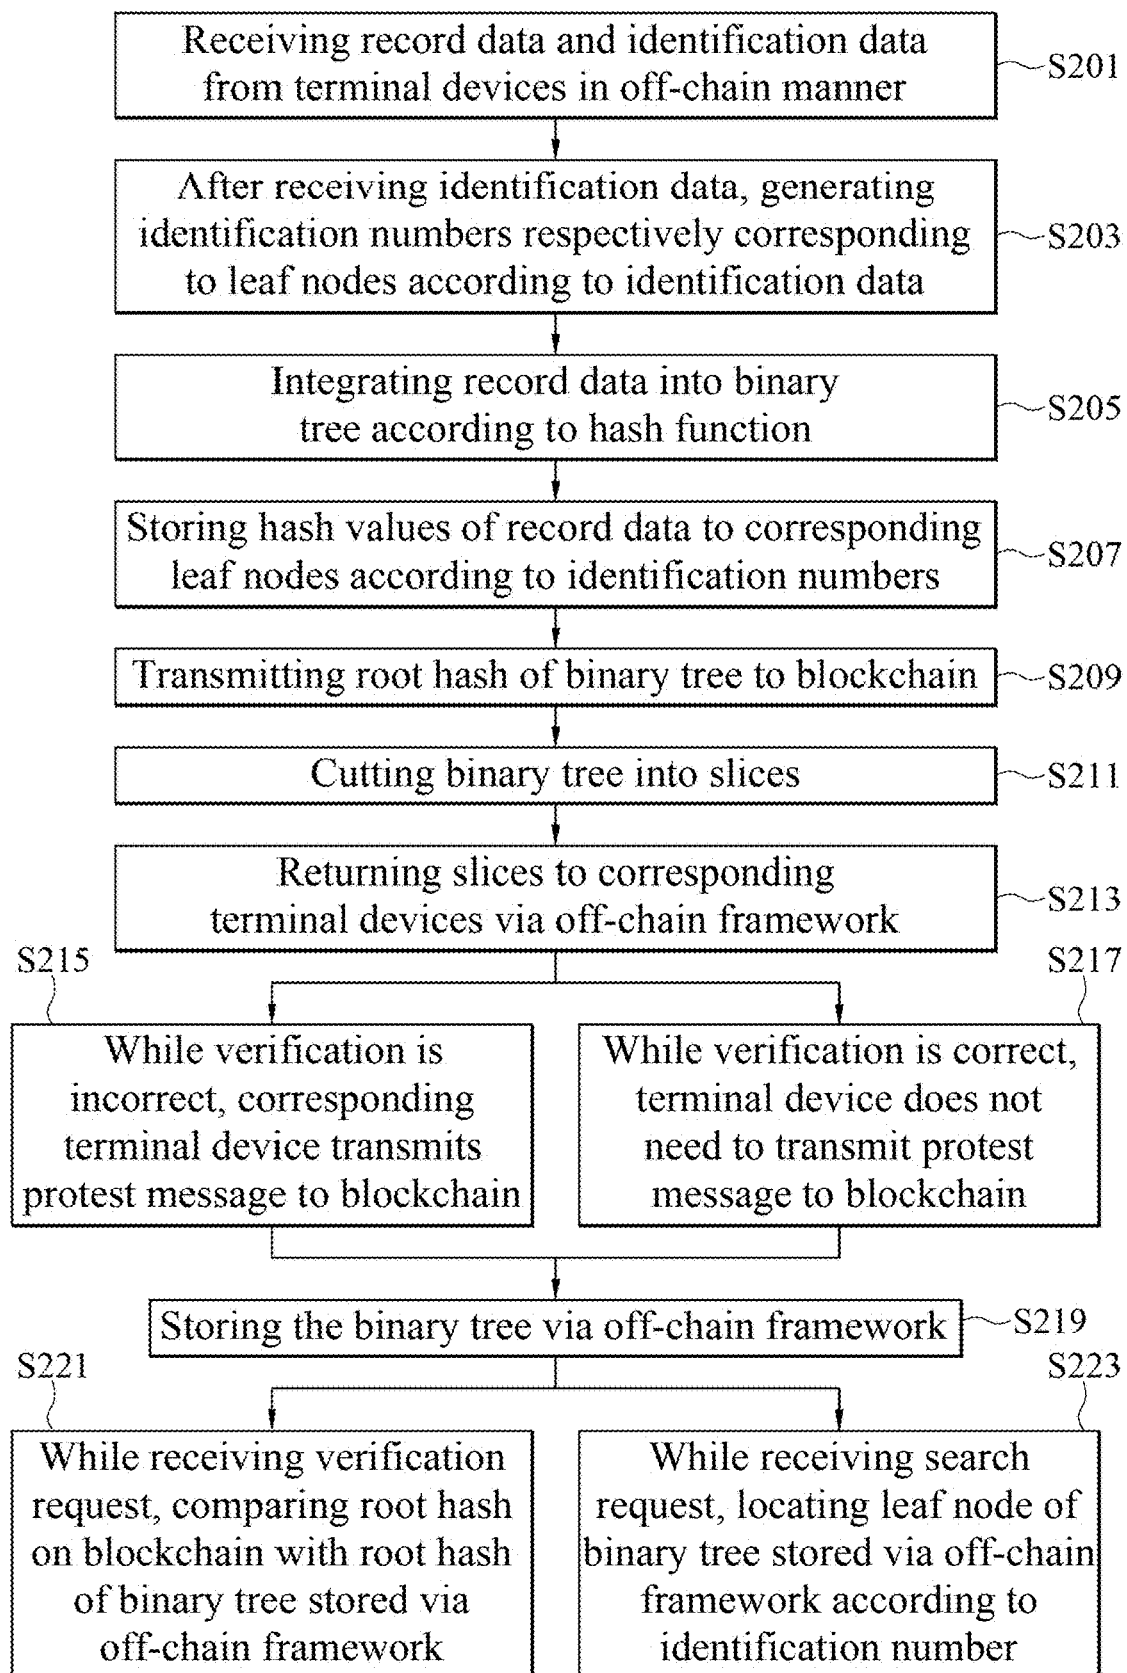 Receiving record data and identification data
from terminal devices in off-chain manner
S201
After receiving identification data, generating
identification numbers respectively corresponding
to leaf nodes according to identification data
S203
Integrating record data into binary
tree according to hash function
S205
Storing hash values of record data to corresponding
leaf nodes according to identification numbers
S207
Transmitting root hash of binary tree to blockchain
S209
Cutting binary tree into slices
S211
Returning slices to corresponding
terminal devices via off-chain framework
S213
S215
While verification is
incorrect, corresponding
terminal device transmits
protest message to blockchain
S217
While verification is correct,
terminal device does not
need to transmit protest
message to blockchain
Storing the binary tree via off-chain framework
S219
S221
While receiving verification
request, comparing root hash
on blockchain with root hash
of binary tree stored via
off-chain framework
S223
While receiving search
request, locating leaf node of
binary tree stored via off-chain
framework according to
identification number